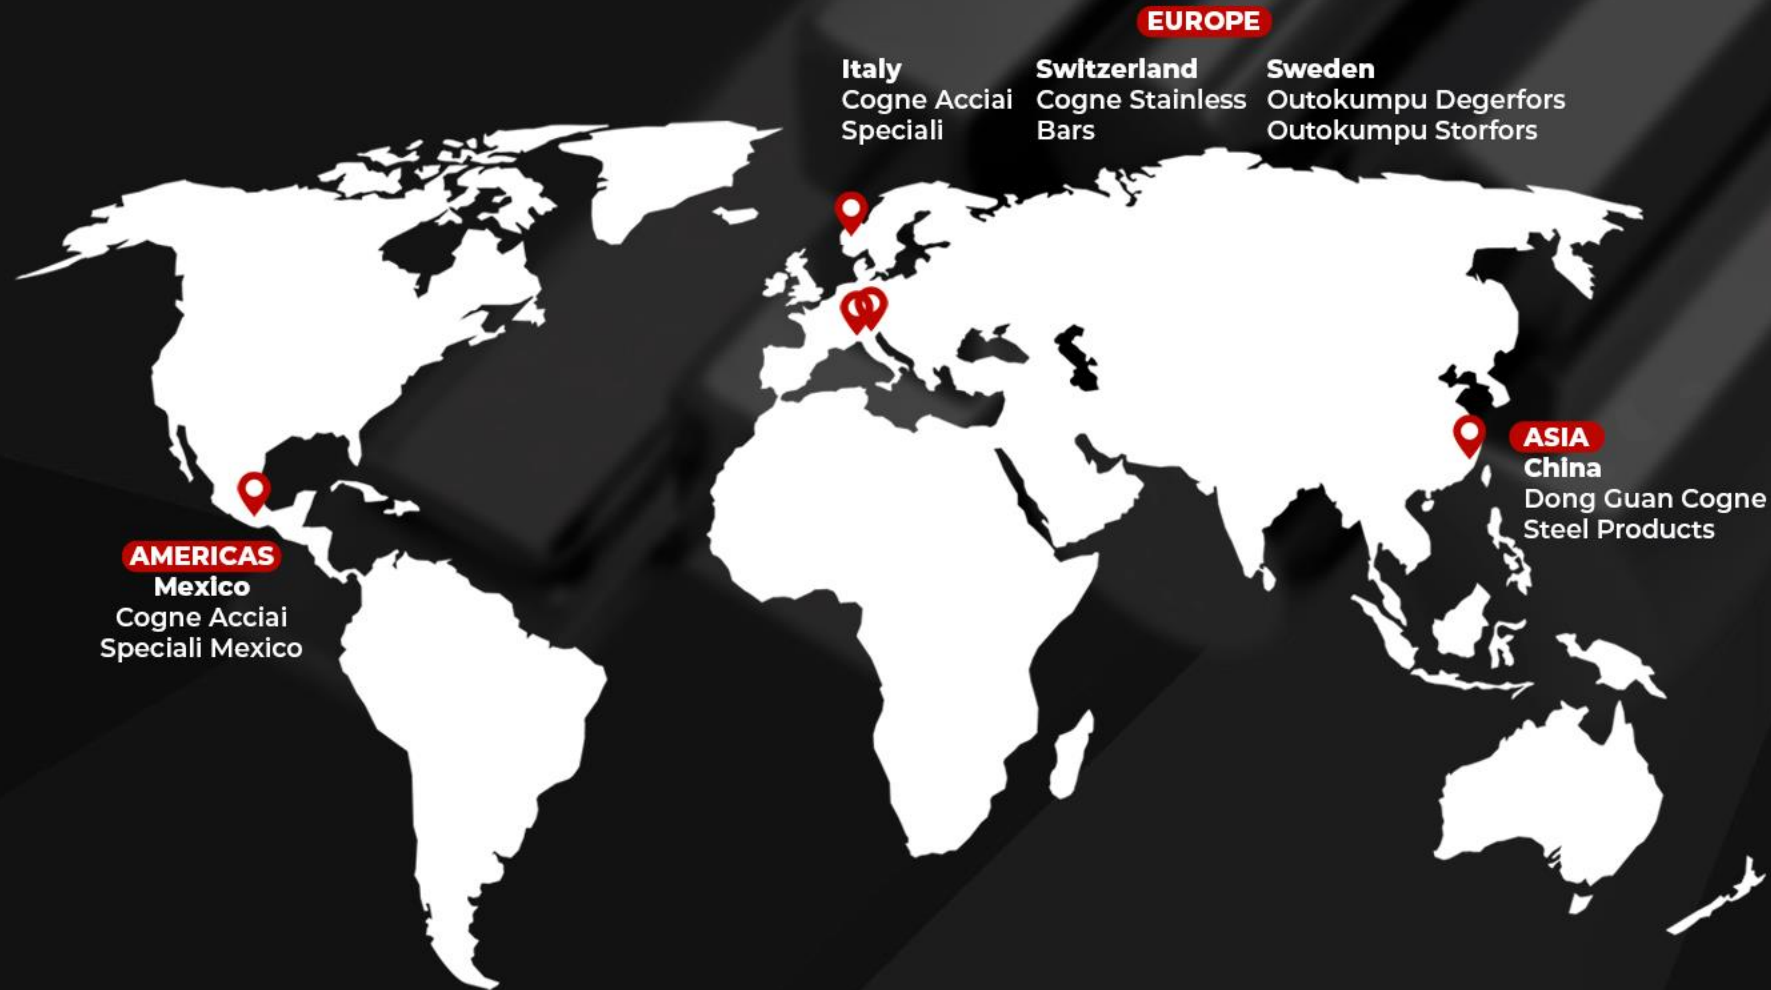 EUROPE
Italy
Cogne Acciai
Speciali
Switzerland
Cogne Stainless
Bars
Sweden
Outokumpu Degerfors
Outokumpu Storfors
ASIA
China
Dong Guan Cogne
Steel Products
AMERICAS
Mexico
Cogne Acciai
Speciali Mexico